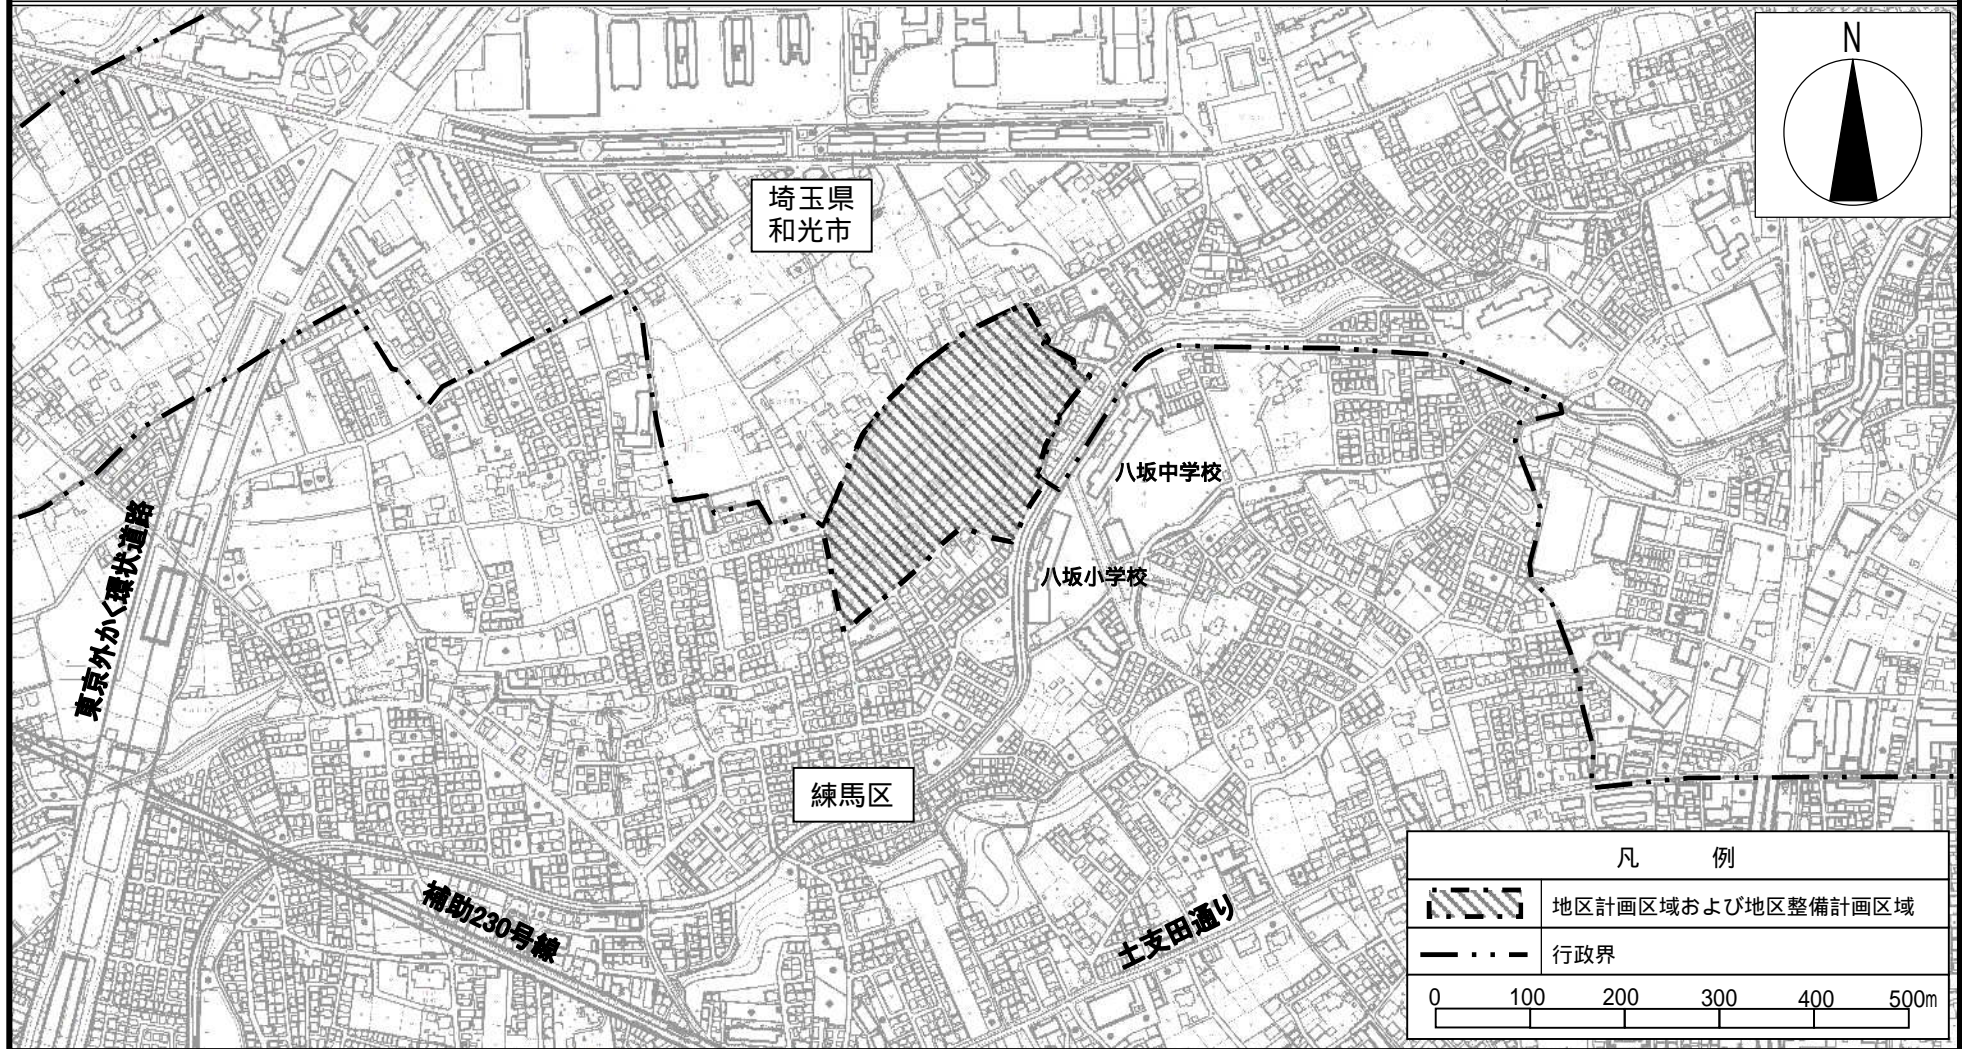 N
埼玉県
和光市
八坂中学校
東京外かく環状道路
八坂小学校
練馬区
補助230号線
土支田通り
凡 例
地区計画区域および地区整備計画区域
行政界
0 100 200 300 400 500m